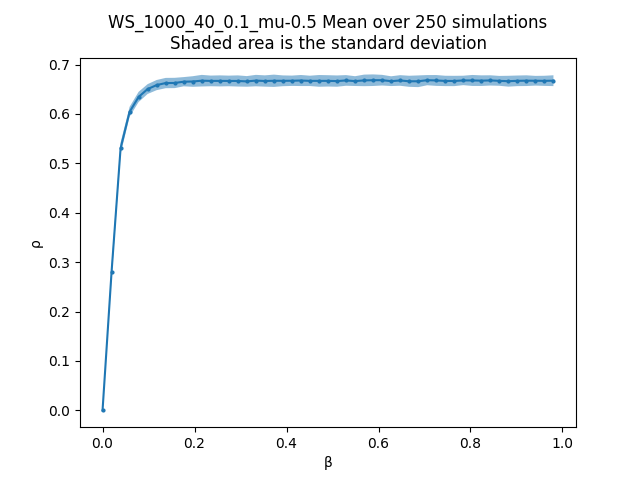 WS_1000_40_0.1_mu-0.5 Mean over 250 simulations
Shaded area is the standard deviation
0.7
0.6
0.5
0.4
0.3
0.2
0.1
0.0
ρ
0.0 0.2 0.4 0.6 0.8 1.0
β